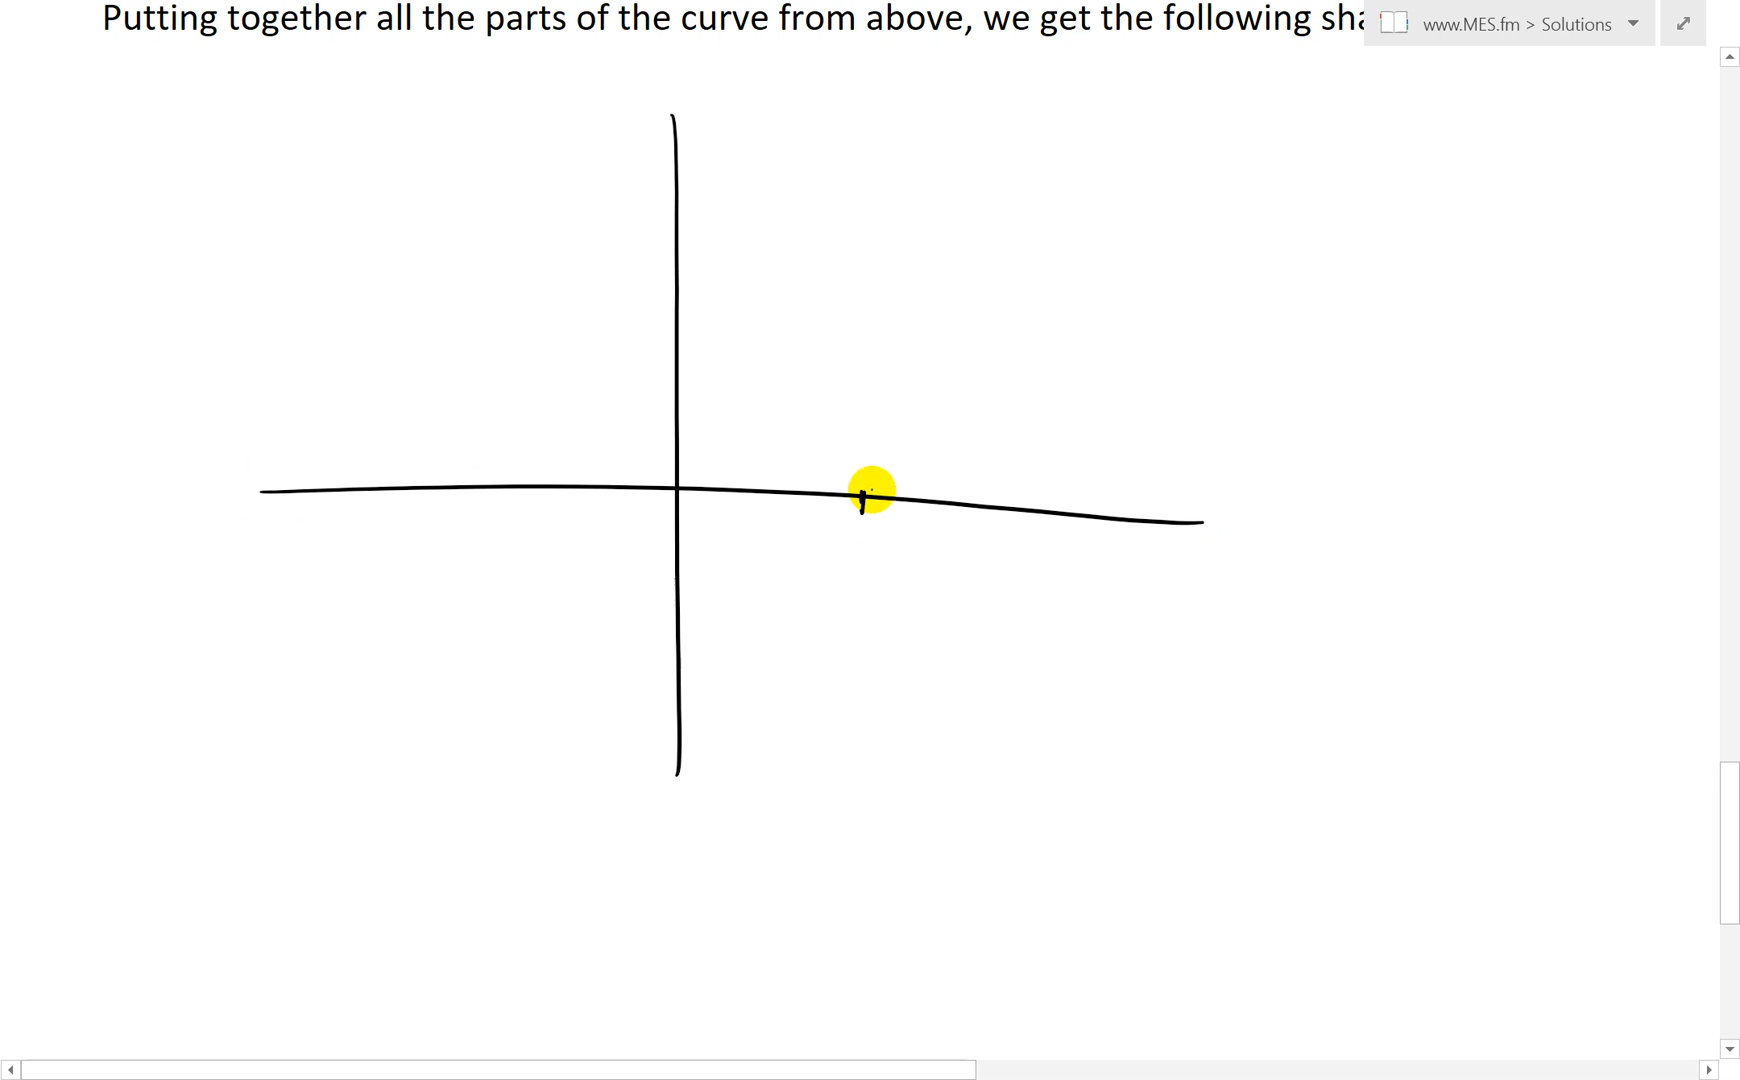 Putting together all the parts of the curve from above, we get the following sha
www.MES.fm > Solutions